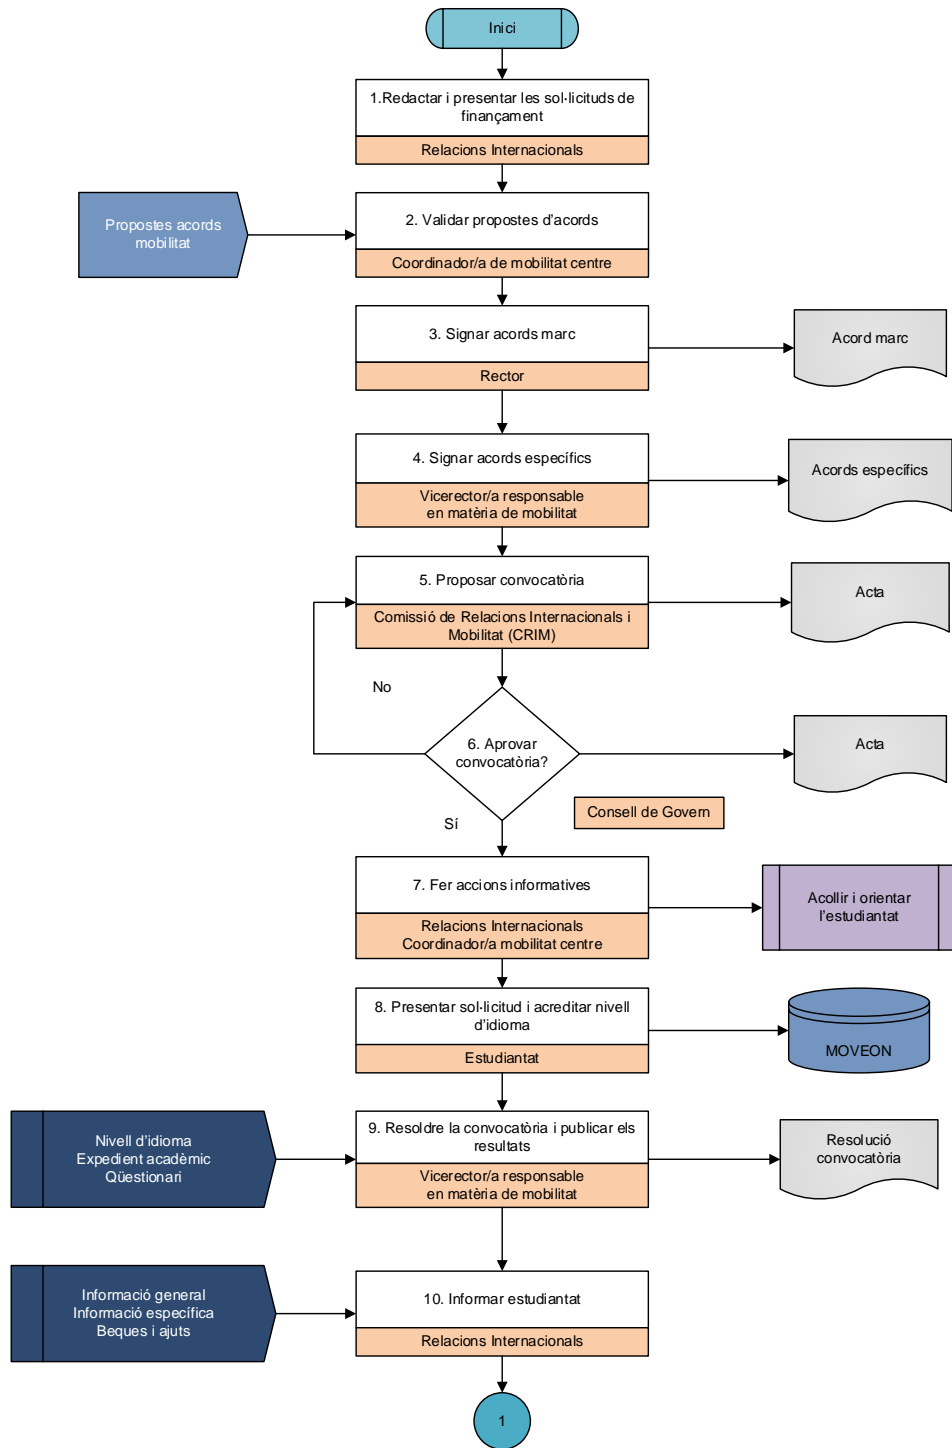 Inici
1.Redactar i presentar les sol·licituds de
finançament
Relacions Internacionals
Propostes acords
mobilitat
2. Validar propostes d'acords
Coordinador/a de mobilitat centre
3. Signar acords marc
Rector
Acord marc
4. Signar acords específics
Vicerector/a responsable
en matèria de mobilitat
Acords específics
5. Proposar convocatòria
Comissió de Relacions Internacionals i
Mobilitat (CRIM)
Acta
No
6. Aprovar
convocatòria?
Acta
Consell de Govern
Sí
7. Fer accions informatives
Relacions Internacionals
Coordinador/a mobilitat centre
Acollir i orientar
l'estudiantat
8. Presentar sol·licitud i acreditar nivell
d'idioma
Estudiantat
MOVEON
Nivell d'idioma
Expedient acadèmic
Qüestionari
9. Resoldre la convocatòria i publicar els
resultats
Vicerector/a responsable
en matèria de mobilitat
Resolució
convocatòria
Informació general
Informació específica
Beques i ajuts
10. Informar estudiantat
Relacions Internacionals
1